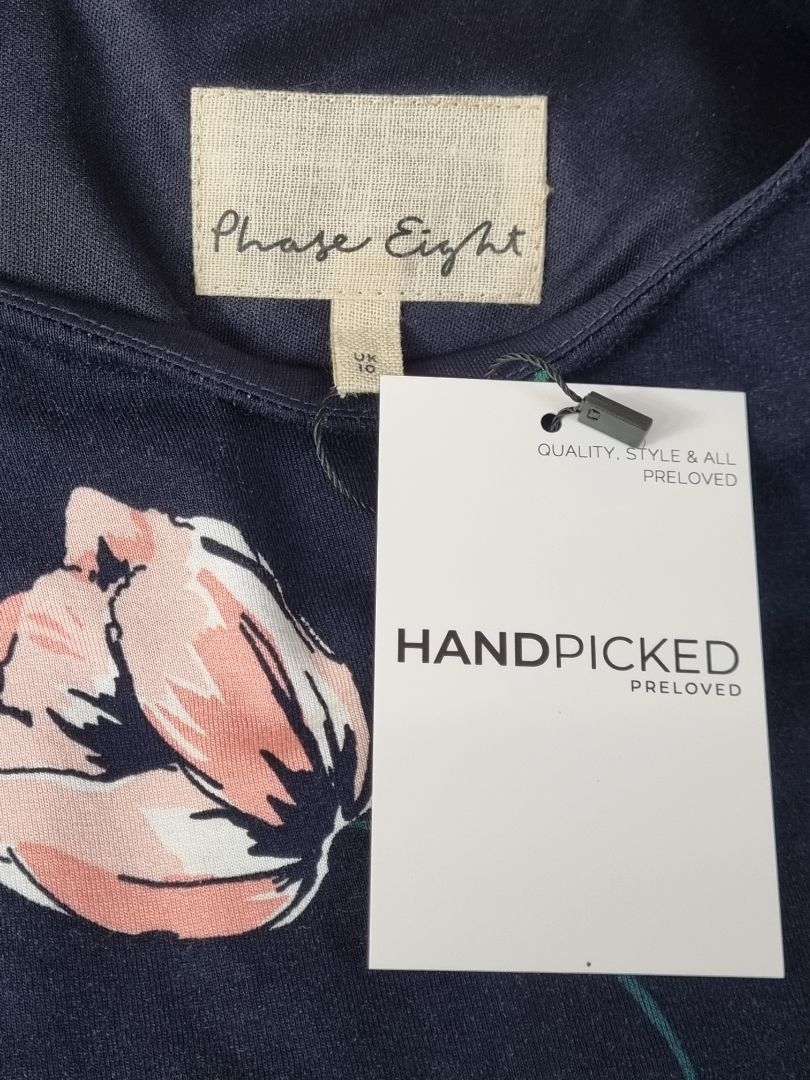 Phase Eight
UK
10
QUALITY, STYLE & ALL
PRELOVED
HANDPICKED
PRELOVED